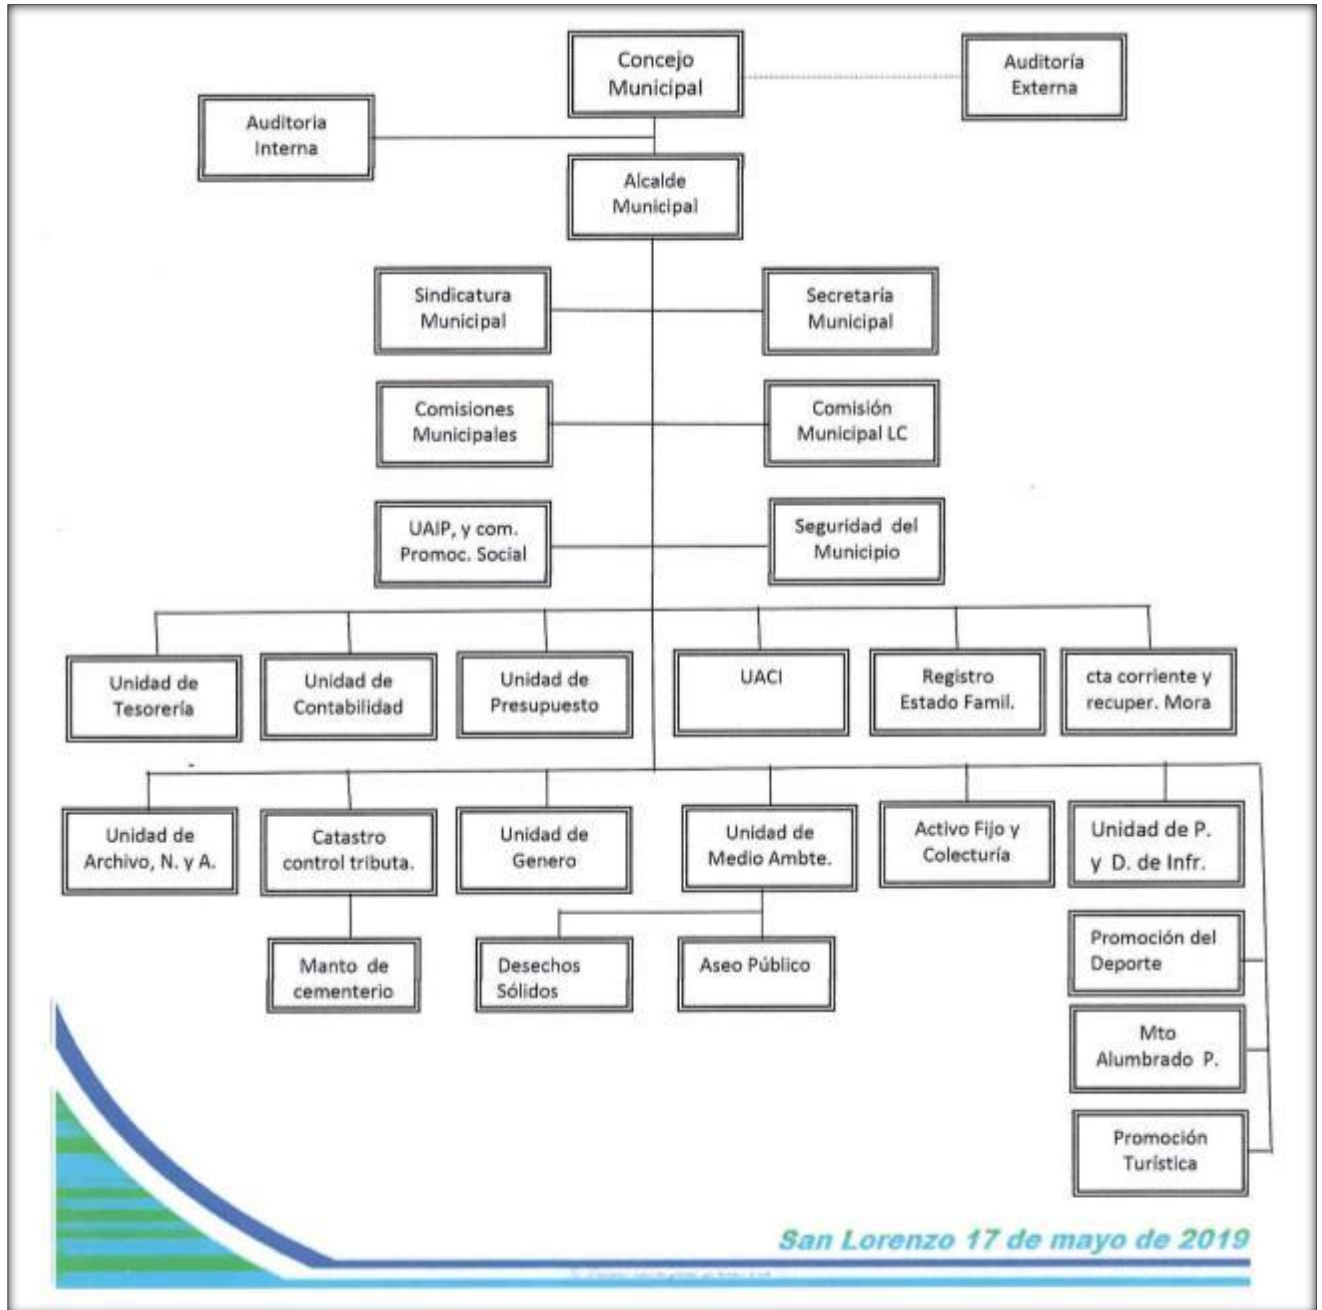 Concejo
Municipal
Auditoría
Externa
Auditoria
Interna
Alcalde
Municipal
Sindicatura
Municipal
Secretaría
Municipal
Comisiones
Municipales
Comisión
Municipal LC
UAIP, y com.
Promoc. Social
Seguridad del
Municipio
Unidad de
Tesorería
Unidad de
Contabilidad
Unidad de
Presupuesto
UACI
Registro
Estado Famil.
cta corriente y
recuper. Mora
Unidad de
Archivo, N. y A.
Catastro
control tributa.
Unidad de
Genero
Unidad de
Medio Ambte.
Activo Fijo y
Colecturía
Unidad de P.
y D. de Infr.
Manto de
cementerio
Desechos
Sólidos
Aseo Público
Promoción del
Deporte
Mto
Alumbrado P.
Promoción
Turística
San Lorenzo 17 de mayo de 2019